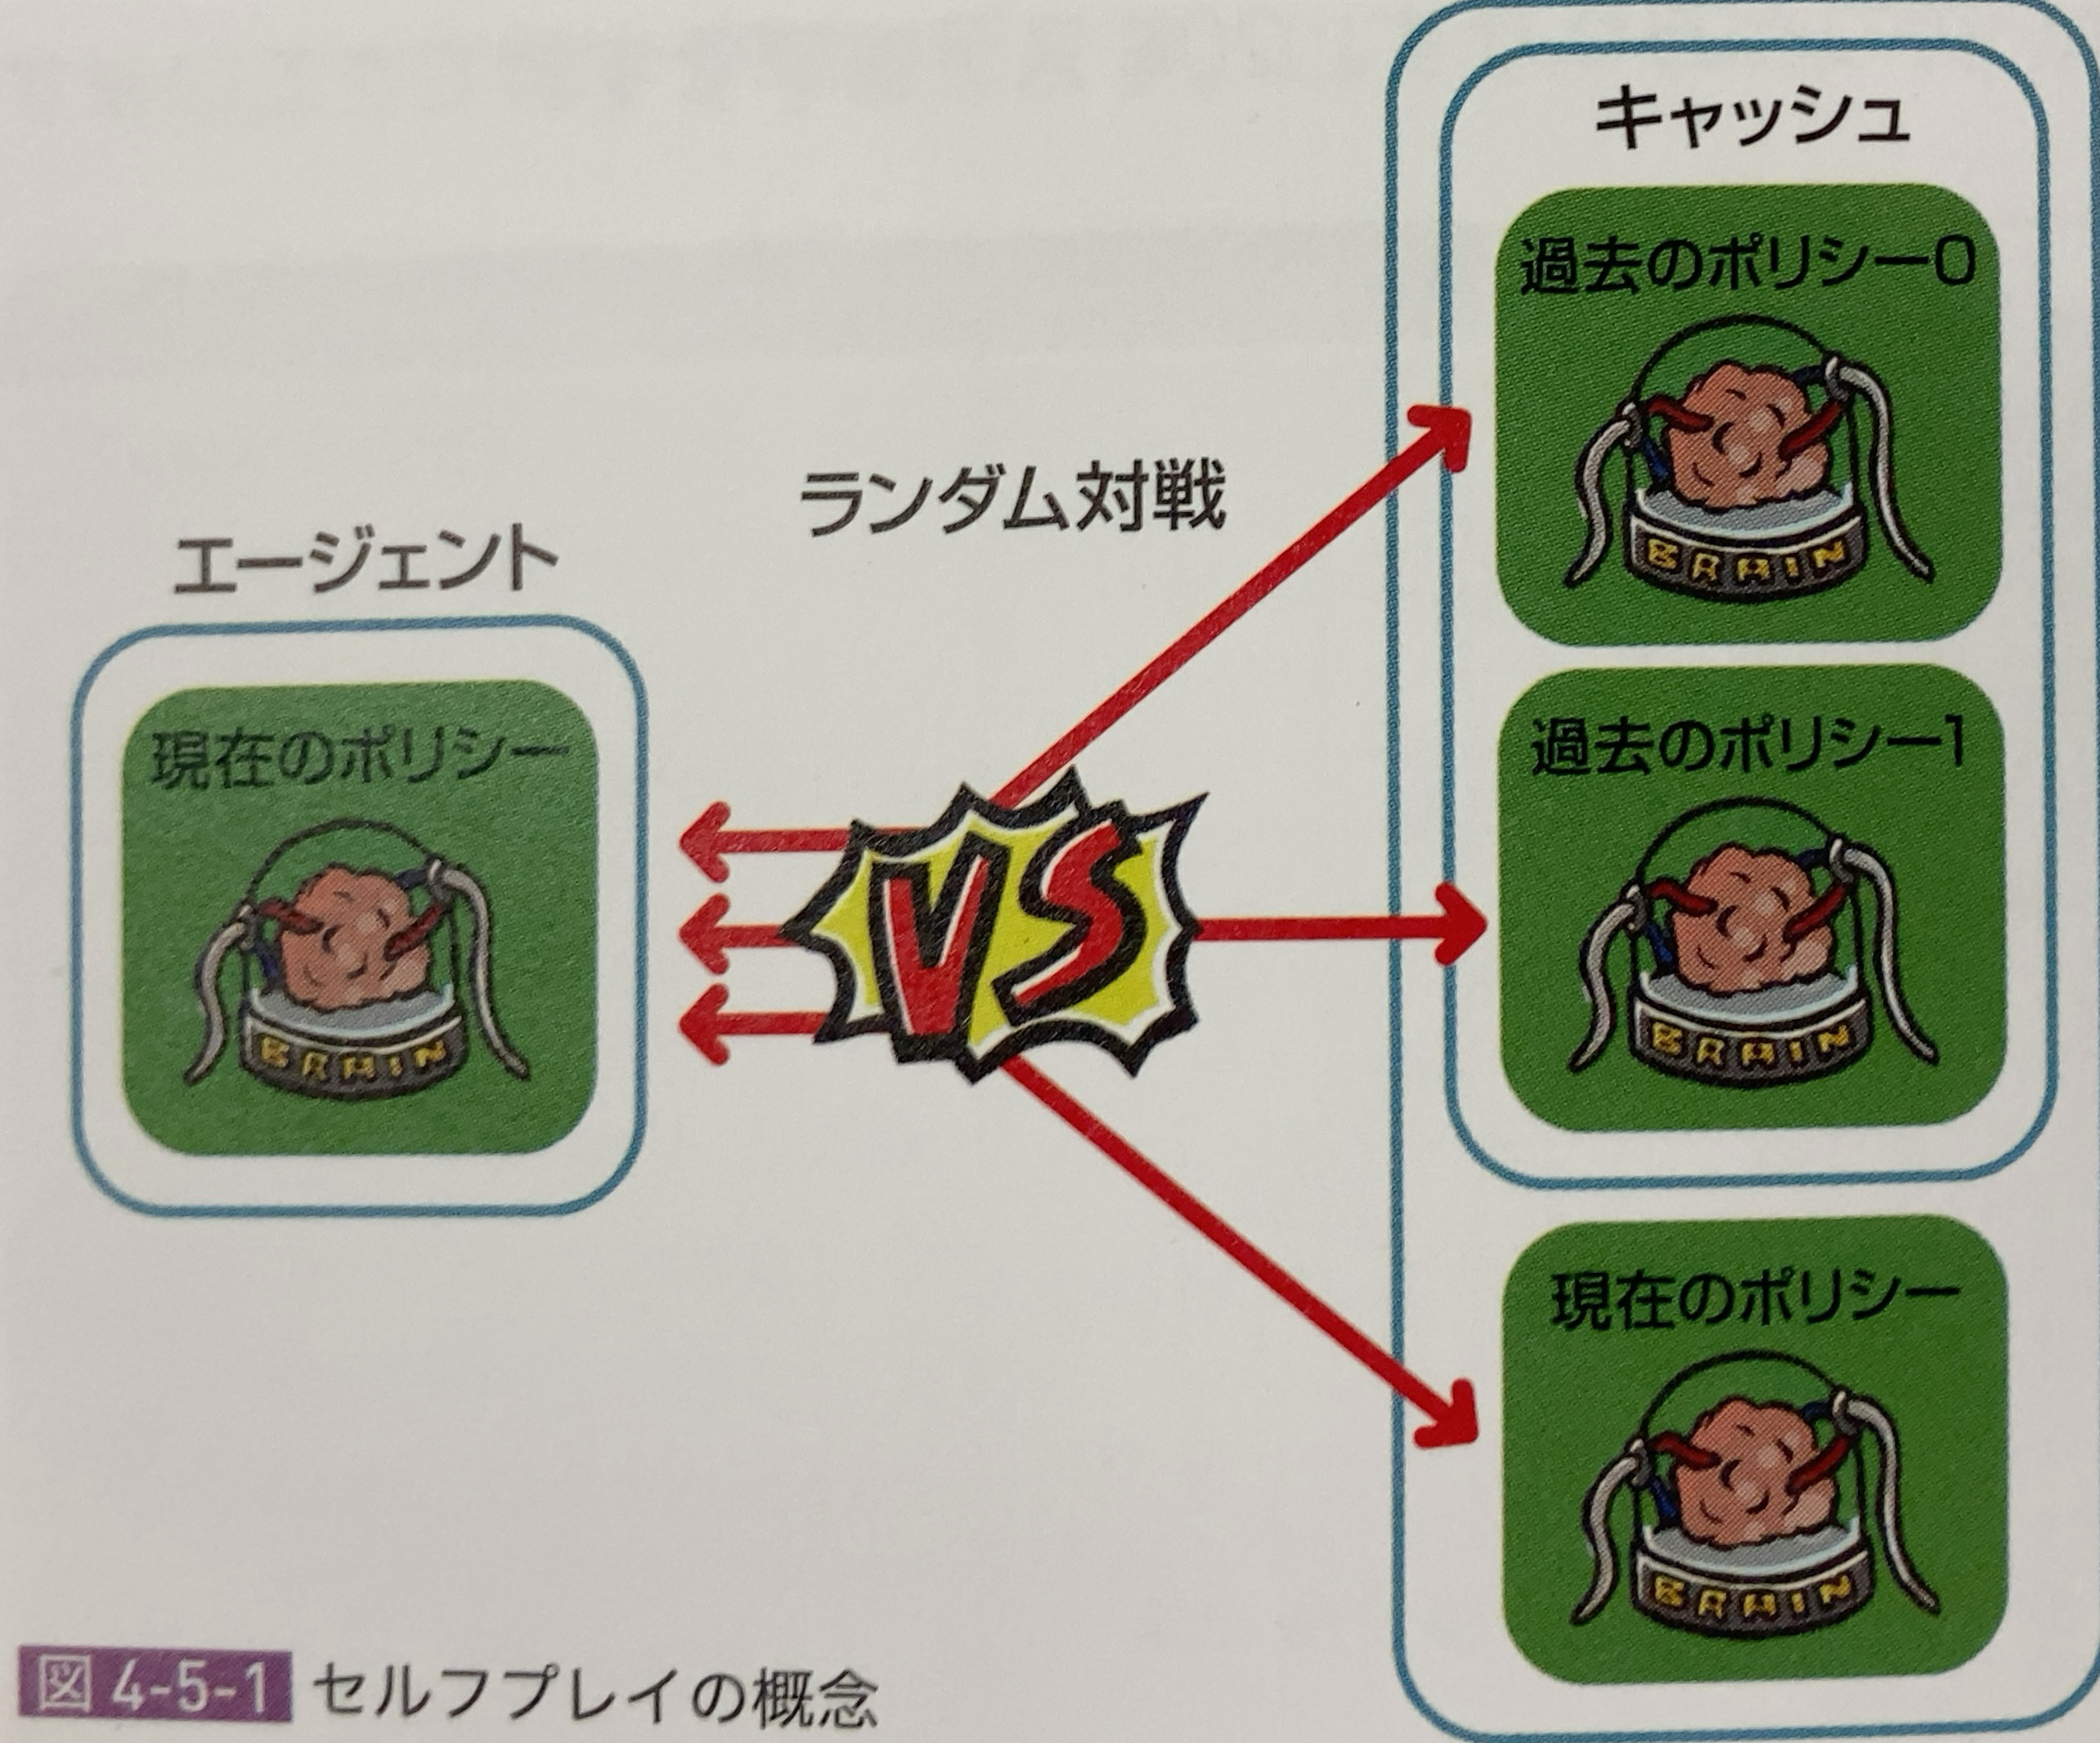 キャッシュ
過去のポリシー0
BRAIN
ランダム対戦
エージェント
現在のポリシー
BRAIN
VS
過去のポリシー1
BRAIN
現在のポリシー
BRAIN
図 4-5-1 セルフプレイの概念